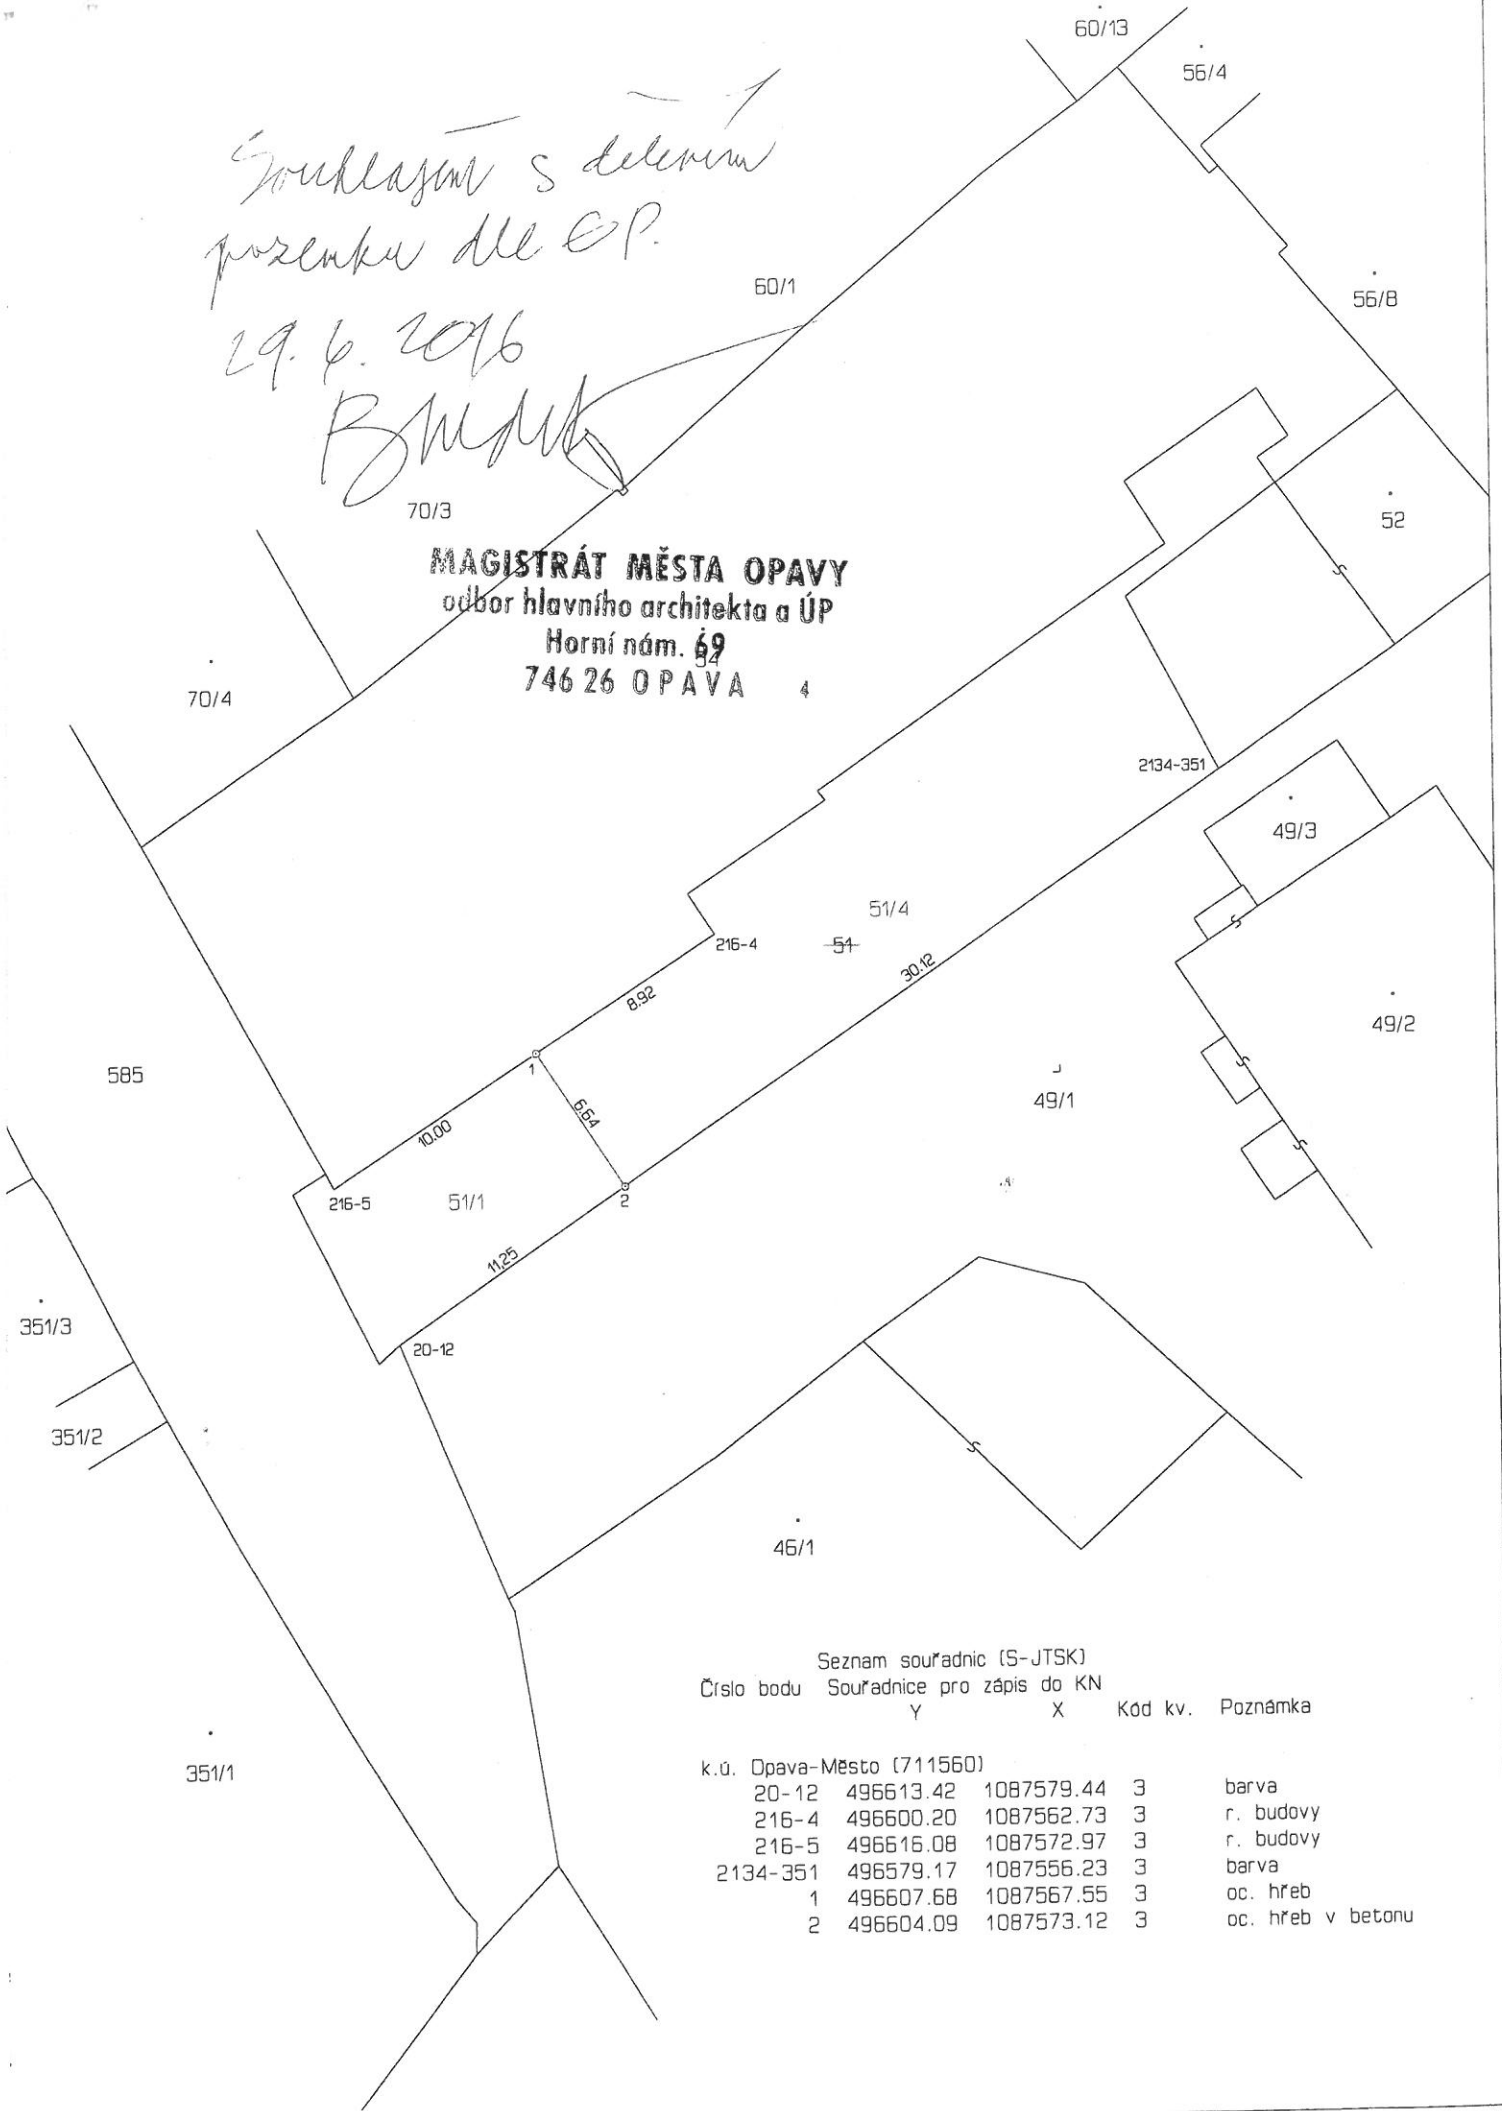 60/13
56/4
Souhlasím s dělením
pozemku dle GP.
60/1
56/8
29. 6. 2016
70/3
52
MAGISTRÁT MĚSTA OPAVY
odbor hlavního architekta a ÚP
Horní nám. 69
54
746 26 OPAVA 4
70/4
2134-351
49/3
51/4
216-4
51
30.12
8.92
49/2
585
1
49/1
6.64
10.00
216-5
51/1
2
11.25
351/3
20-12
351/2
46/1
Seznam souřadnic (S-JTSK)
Číslo bodu Souřadnice pro zápis do KN
Y X Kód kv. Poznámka
351/1
k.ú. Opava-Město (711560)
20-12 496613.42 1087579.44 3 barva
216-4 496600.20 1087562.73 3 r. budovy
216-5 496616.08 1087572.97 3 r. budovy
2134-351 496579.17 1087556.23 3 barva
1 496607.68 1087567.55 3 oc. hřeb
2 496604.09 1087573.12 3 oc. hřeb v betonu